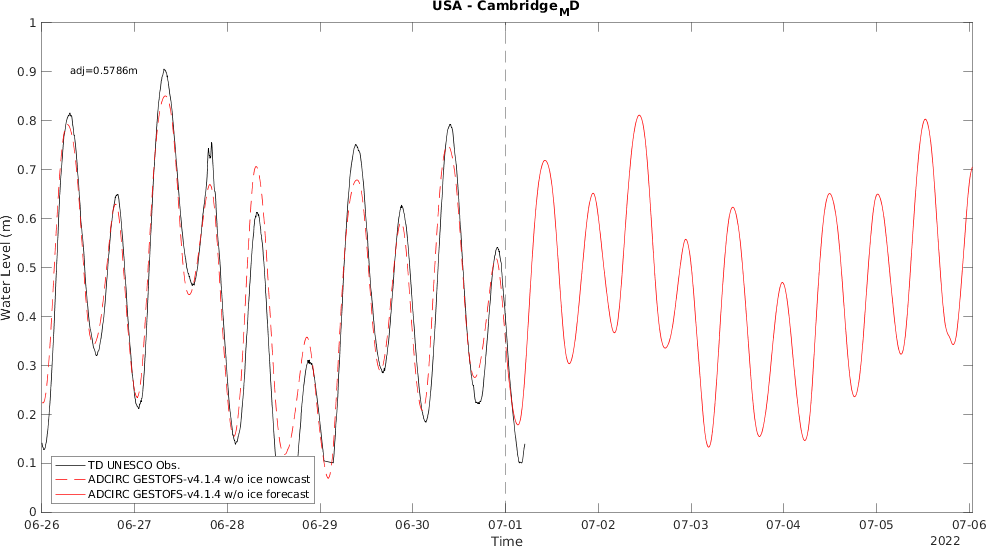 USA - Cambridge_MD
1
0.9
0.8
0.7
0.6
0.5
0.4
0.3
0.2
0.1
0
Water Level (m)
adj=0.5786m
TD UNESCO Obs.
ADCIRC GESTOFS-v4.1.4 w/o ice nowcast
ADCIRC GESTOFS-v4.1.4 w/o ice forecast
06-26 06-27 06-28 06-29 06-30 07-01 07-02 07-03 07-04 07-05 07-06
Time
2022